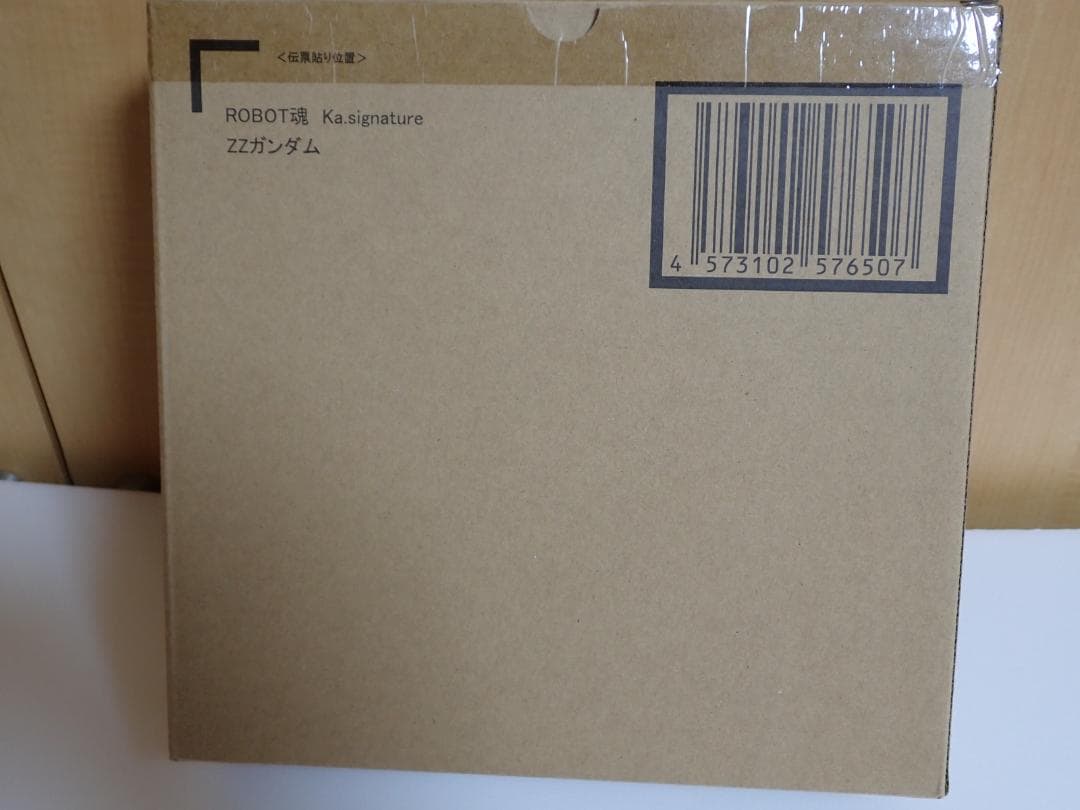 ＜伝票貼り位置＞
ROBOT魂 Ka.signature
ZZガンダム
4 573102 576507